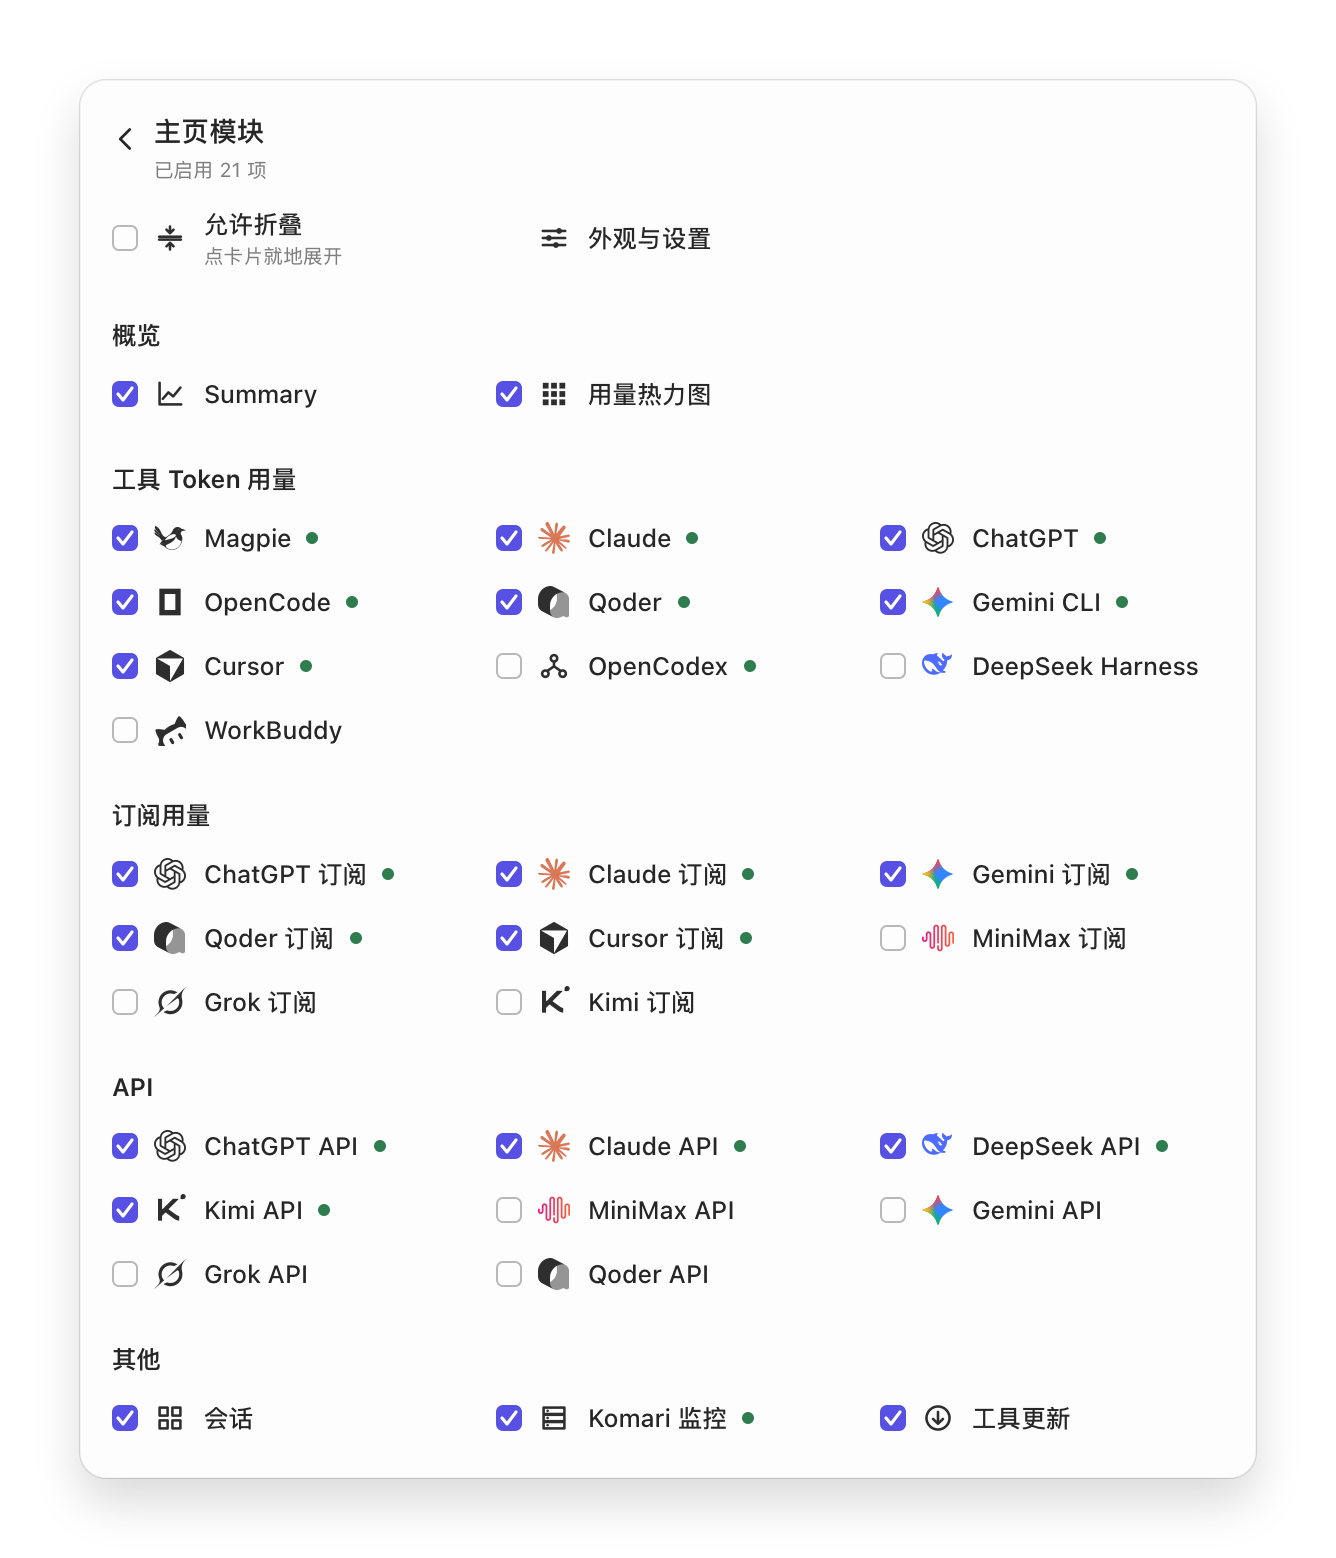 主页模块
已启用 21 项
允许折叠
点卡片就地展开
外观与设置
概览
Summary
用量热力图
工具 Token 用量
Magpie
Claude
ChatGPT
OpenCode
Qoder
Gemini CLI
Cursor
OpenCodex
DeepSeek Harness
WorkBuddy
订阅用量
ChatGPT 订阅
Claude 订阅
Gemini 订阅
Qoder 订阅
Cursor 订阅
MiniMax 订阅
Grok 订阅
Kimi 订阅
API
ChatGPT API
Claude API
DeepSeek API
Kimi API
MiniMax API
Gemini API
Grok API
Qoder API
其他
会话
Komari 监控
工具更新